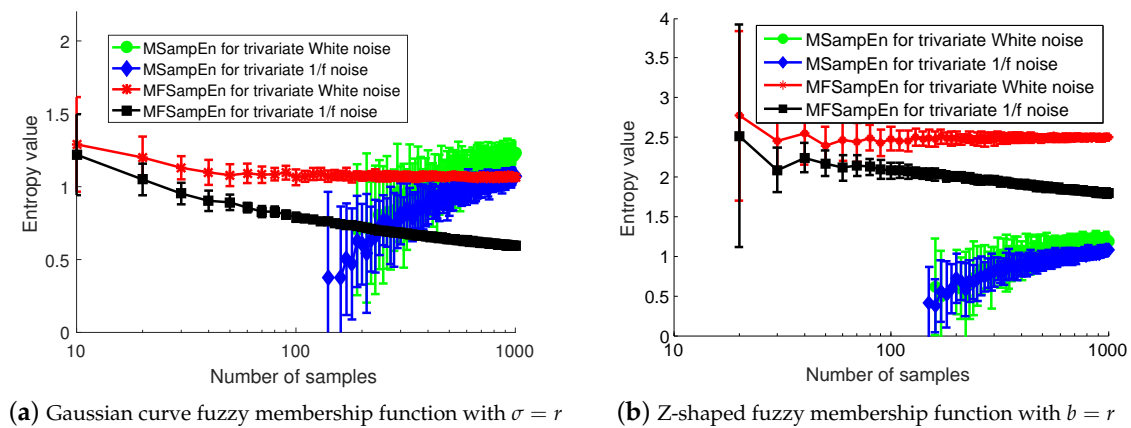 MSampEn for trivariate White noise
MSampEn for trivariate 1/f noise
MFSampEn for trivariate White noise
MFSampEn for trivariate 1/f noise
Entropy value
2
1.5
1
0.5
0
10
100
1000
Number of samples
(a) Gaussian curve fuzzy membership function with σ = r
MSampEn for trivariate White noise
MSampEn for trivariate 1/f noise
MFSampEn for trivariate White noise
MFSampEn for trivariate 1/f noise
Entropy value
4
3.5
3
2.5
2
1.5
1
0.5
0
10
100
1000
Number of samples
(b) Z-shaped fuzzy membership function with b = r